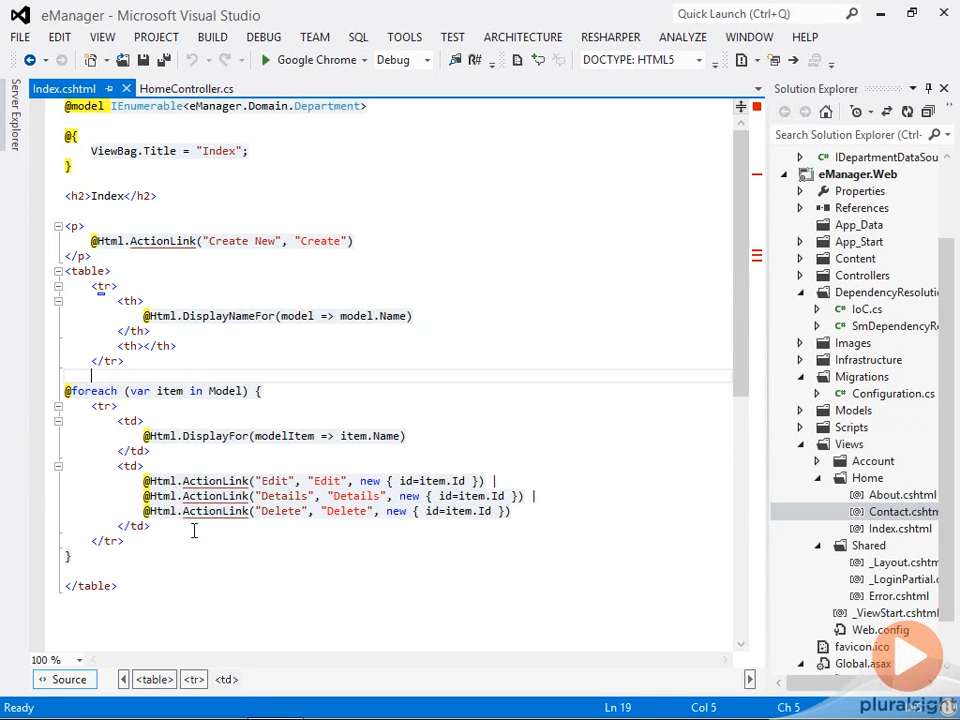 eManager - Microsoft Visual Studio
Quick Launch (Ctrl+Q)
FILE EDIT VIEW PROJECT BUILD DEBUG TEAM SQL TOOLS TEST ARCHITECTURE RESHARPER ANALYZE WINDOW HELP
Google Chrome Debug R# DOCTYPE: HTML5
Server Explorer
Index.cshtml HomeController.cs
@model IEnumerable<eManager.Domain.Department>
@{
ViewBag.Title = "Index";
}
<h2>Index</h2>
<p>
@Html.ActionLink("Create New", "Create")
</p>
<table>
<tr>
<th>
@Html.DisplayNameFor(model => model.Name)
</th>
<th></th>
</tr>
@foreach (var item in Model) {
<tr>
<td>
@Html.DisplayFor(modelItem => item.Name)
</td>
<td>
@Html.ActionLink("Edit", "Edit", new { id=item.Id }) |
@Html.ActionLink("Details", "Details", new { id=item.Id }) |
@Html.ActionLink("Delete", "Delete", new { id=item.Id })
</td>
</tr>
}
</table>
100 %
Source <table> <tr> <td>
Ready Ln 19 Col 5 Ch 5
Solution Explorer
Search Solution Explorer (Ctrl-
IDepartmentDataSou
eManager.Web
Properties
References
App_Data
App_Start
Content
Controllers
DependencyResoluti
IoC.cs
SmDependencyR
Images
Infrastructure
Migrations
Configuration.cs
Models
Scripts
Views
Account
Home
About.cshtml
Contact.cshtm
Index.cshtml
Shared
_Layout.cshtm
_LoginPartial.c
Error.cshtml
_ViewStart.cshtml
Web.config
favicon.ico
Global.asax
pluralsight